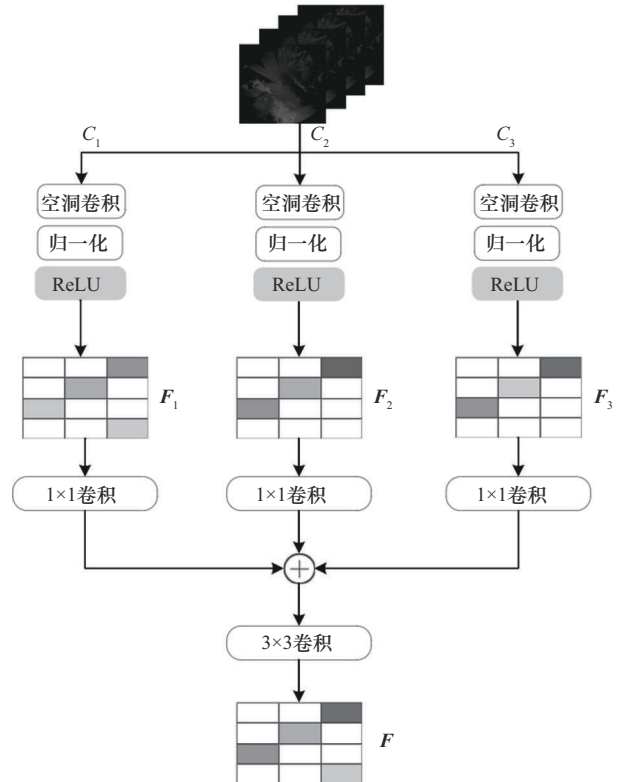 C1 C2 C3
空洞卷积 空洞卷积 空洞卷积
归一化 归一化 归一化
ReLU ReLU ReLU
F1 F2 F3
1×1卷积 1×1卷积 1×1卷积
3×3卷积
F